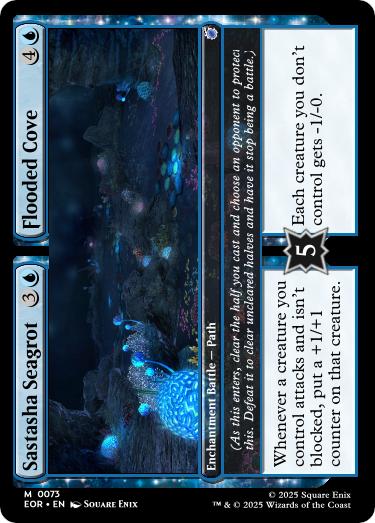 Sastasha Seagrot 3
Flooded Cove 4
Enchantment Battle — Path
(As this enters, clear the half you cast and choose an opponent to protect
this. Defeat it to clear uncleared halves and have it stop being a battle.)
Whenever a creature you
control attacks and isn't
blocked, put a +1/+1
counter on that creature.
5
Each creature you don't
control gets -1/-0.
M 0073
EOR • EN SQUARE ENIX
© 2025 Square Enix
™ & © 2025 Wizards of the Coast